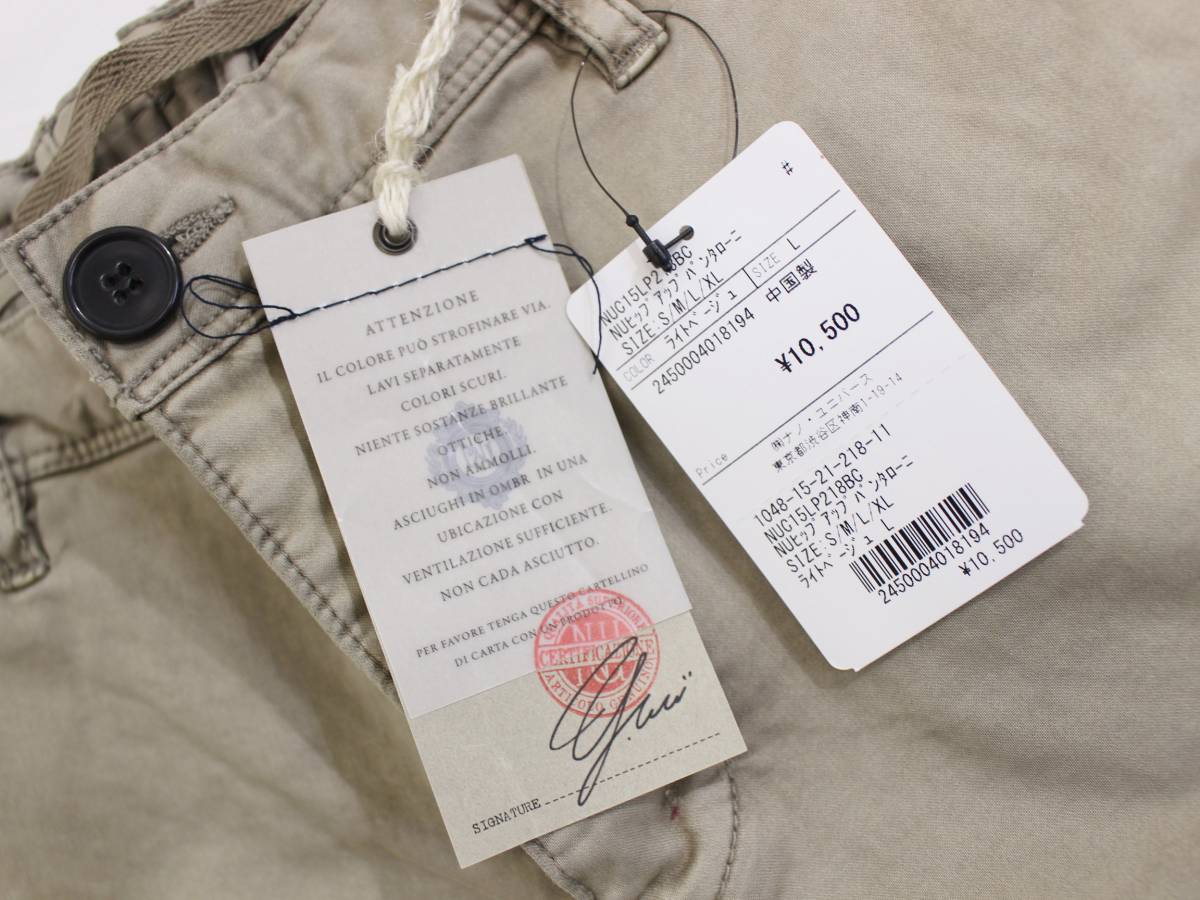 ATTENZIONE
IL COLORE PUÒ STROFINARE VIA.
LAVI SEPARATAMENTE
COLORI SCURI.
NIENTE SOSTANZE BRILLANTE
OTTICHE.
NON AMMOLLI.
ASCIUGHI IN OMBR IN UNA
UBICAZIONE CON
VENTILAZIONE SUFFICIENTE.
NON CADA ASCIUTTO.
PER FAVORE TENGA QUESTO CARTELLINO
DI CARTA CON UN PRODOTTO
QUALITÀ SUPERIORE
CERTIFICAZIONE
SIGNATURE
#
NUG15LP218BG
NUヒップアップパンタローニ
SIZE:S/M/L/XL
COLOR ライトベージュ SIZE L
2450004018194 中国製
¥10,500
Price
㈱ナノ・ユニバース
東京都渋谷区神南1-19-14
1048-15-21-218-11
NUG15LP218BG
NUヒップアップパンタローニ
SIZE:S/M/L/XL
ライトベージュ L
2450004018194
¥10,500